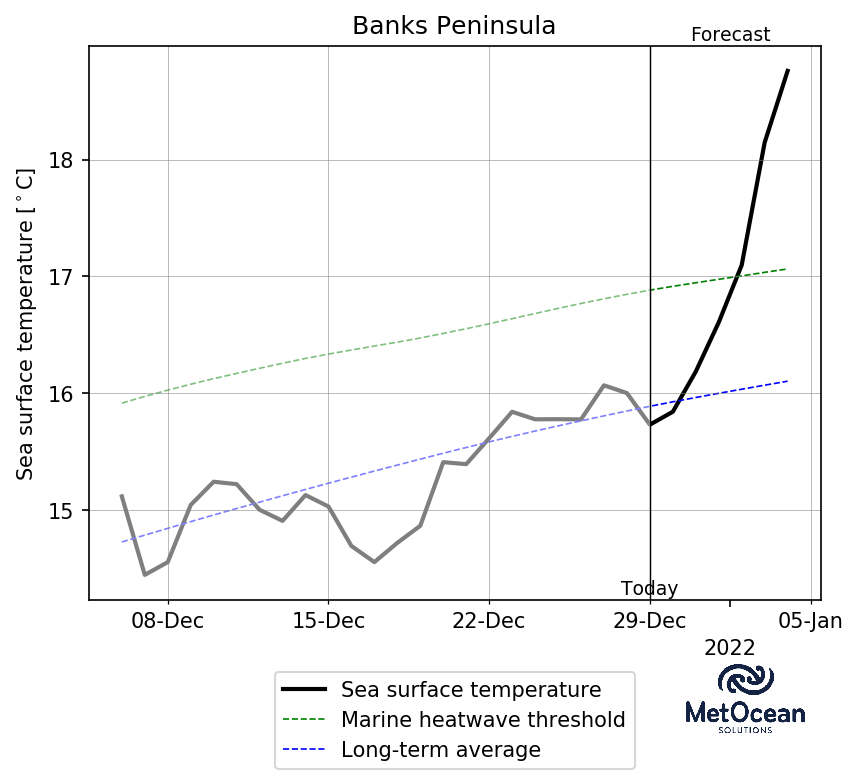 Banks Peninsula
Forecast
Sea surface temperature [°C]
18
17
16
15
Today
08-Dec
15-Dec
22-Dec
29-Dec
05-Jan
2022
Sea surface temperature
Marine heatwave threshold
Long-term average
MetOcean
SOLUTIONS